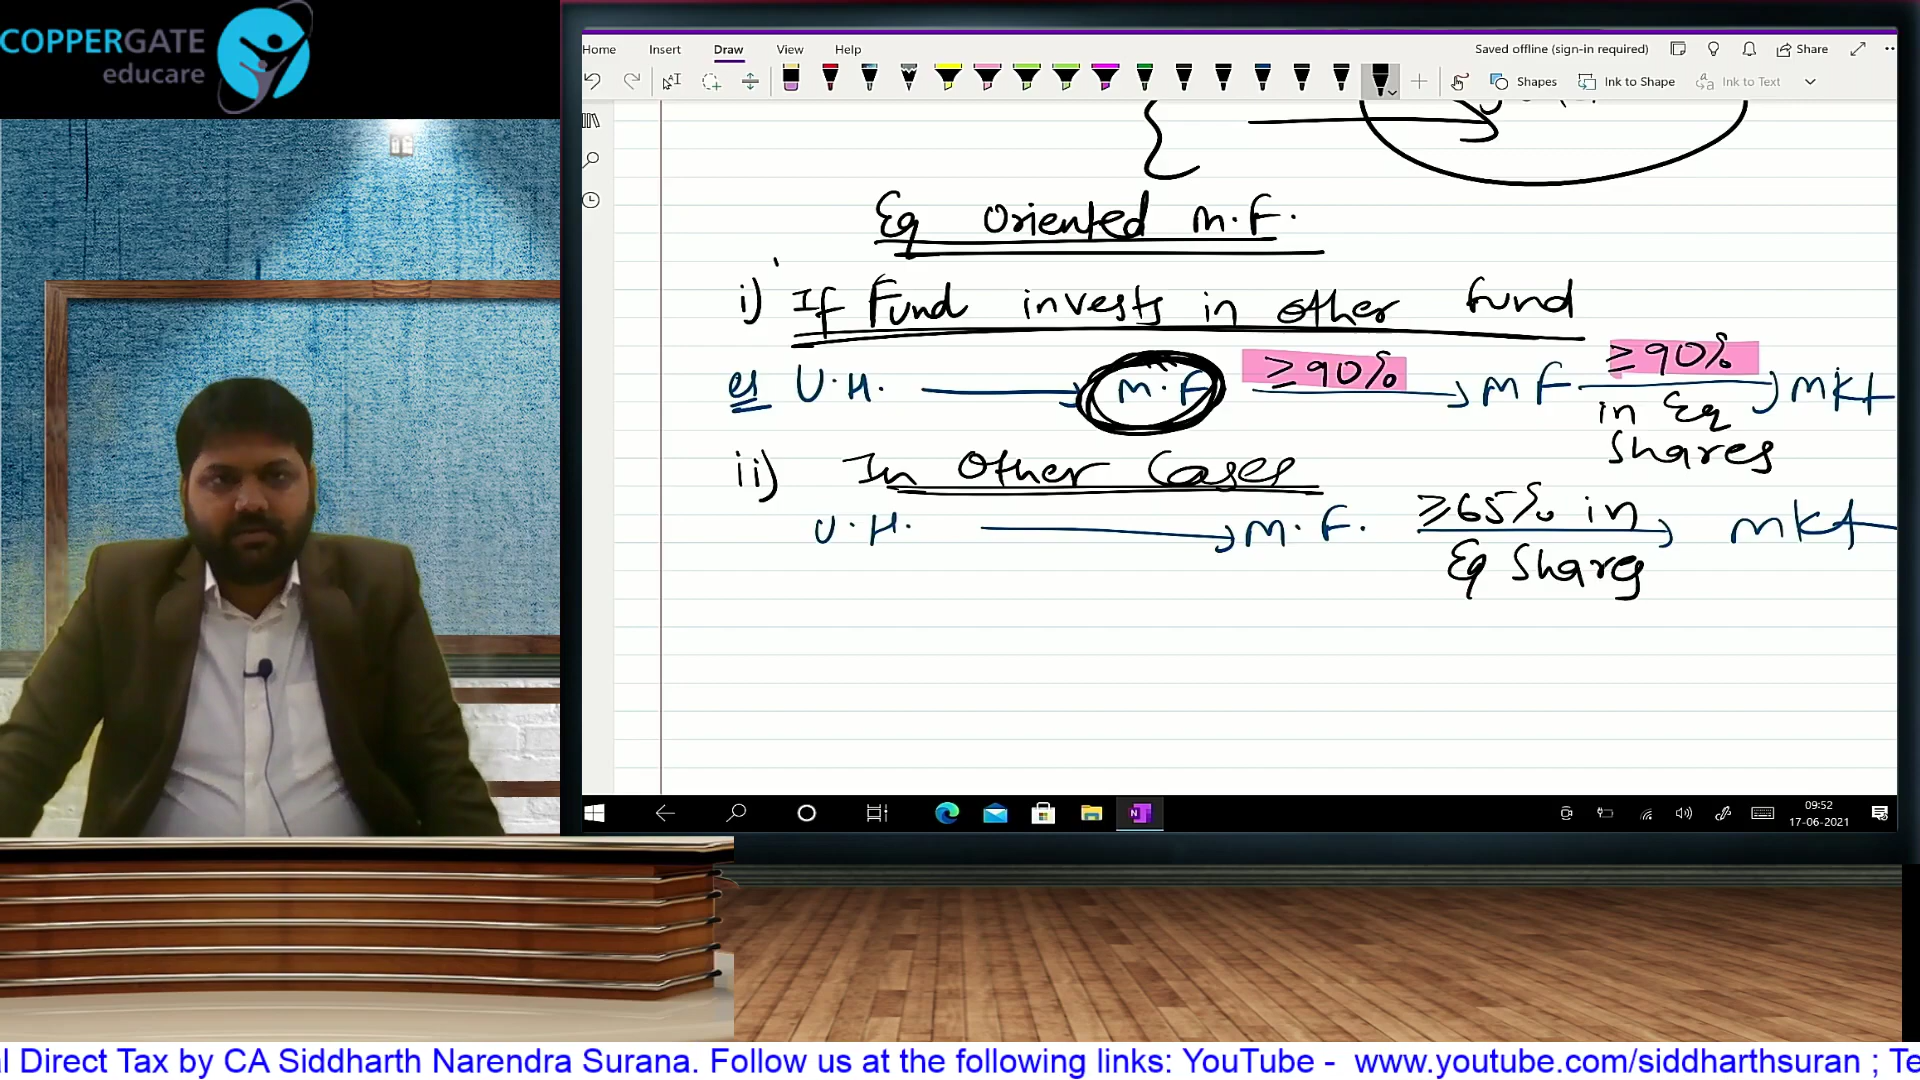 COPPERGATE
educare
Home Insert Draw View Help Saved offline (sign-in required) Share
Shapes Ink to Shape Ink to Text
Eq Oriented M.F.
i) If Fund invests in other fund
eg U.H. M.F ≥90% MF ≥90% Mkt
in Eq
Shares
ii) In Other Cases
U.H. M.F. ≥65% in Mkt
Eq Shares
09:52
17-06-2021
al Direct Tax by CA Siddharth Narendra Surana. Follow us at the following links: YouTube - www.youtube.com/siddharthsuran ; Te